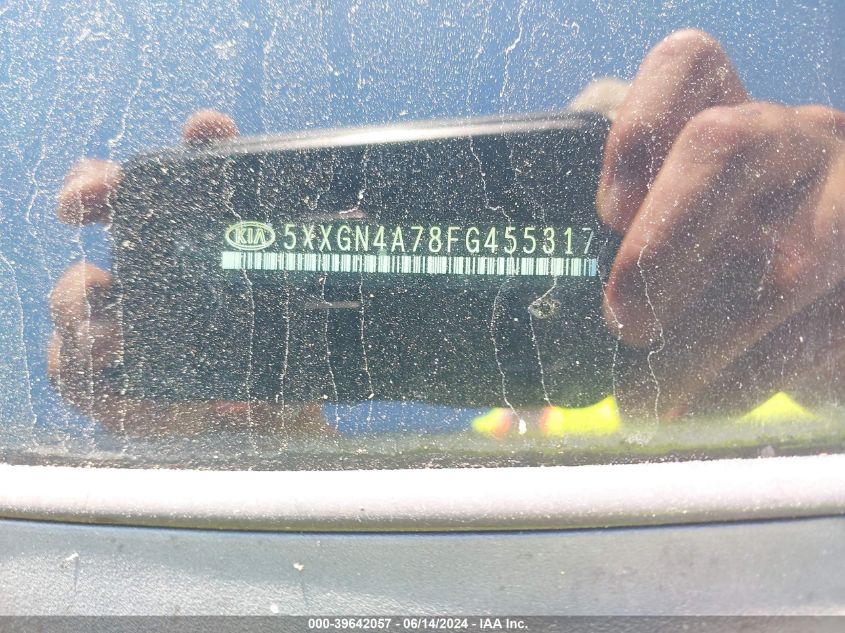 KIA 5XXGN4A78FG455317
000-39642057 - 06/14/2024 - IAA Inc.